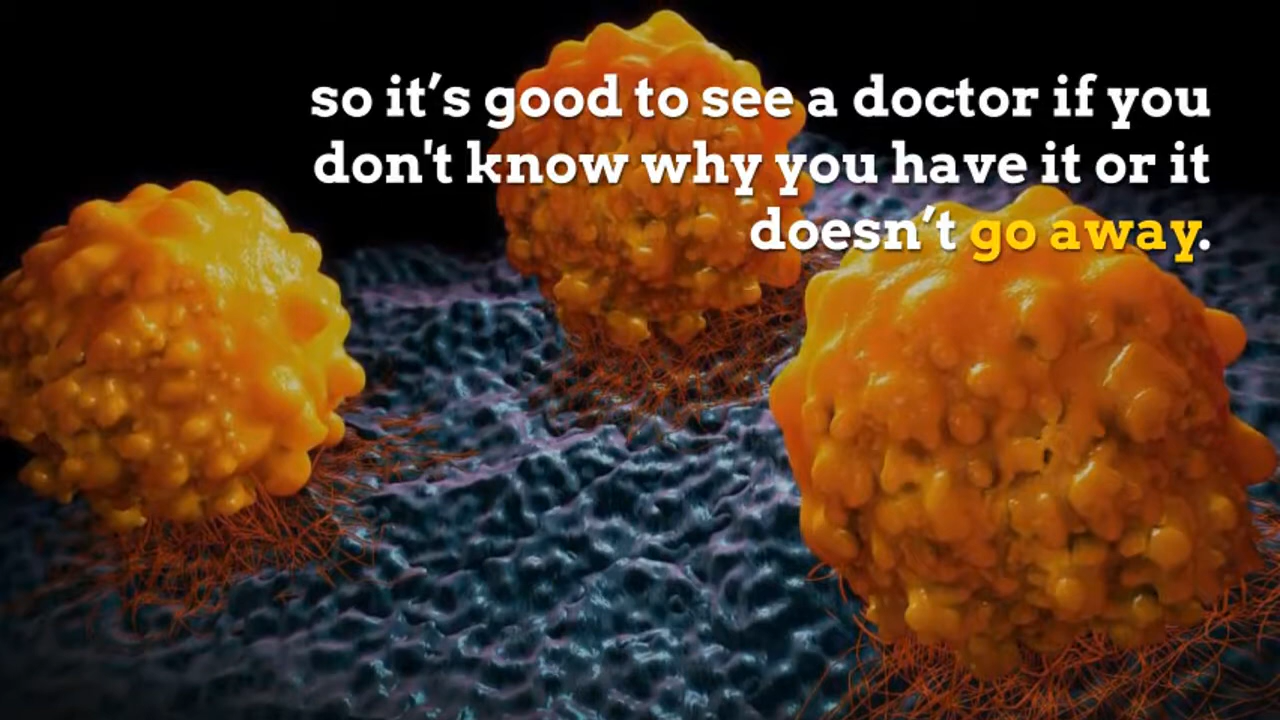 so it’s good to see a doctor if you
don't know why you have it or it
doesn’t go away.